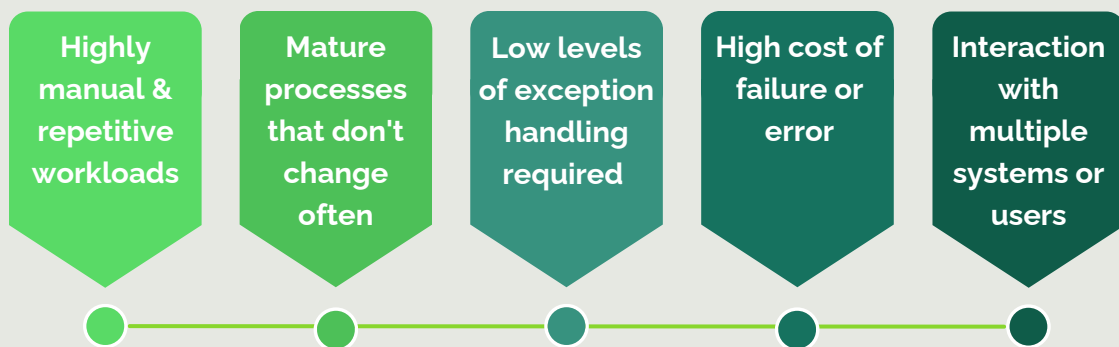 Highly
manual &
repetitive
workloads
Mature
processes
that don't
change
often
Low levels
of exception
handling
required
High cost of
failure or
error
Interaction
with
multiple
systems or
users